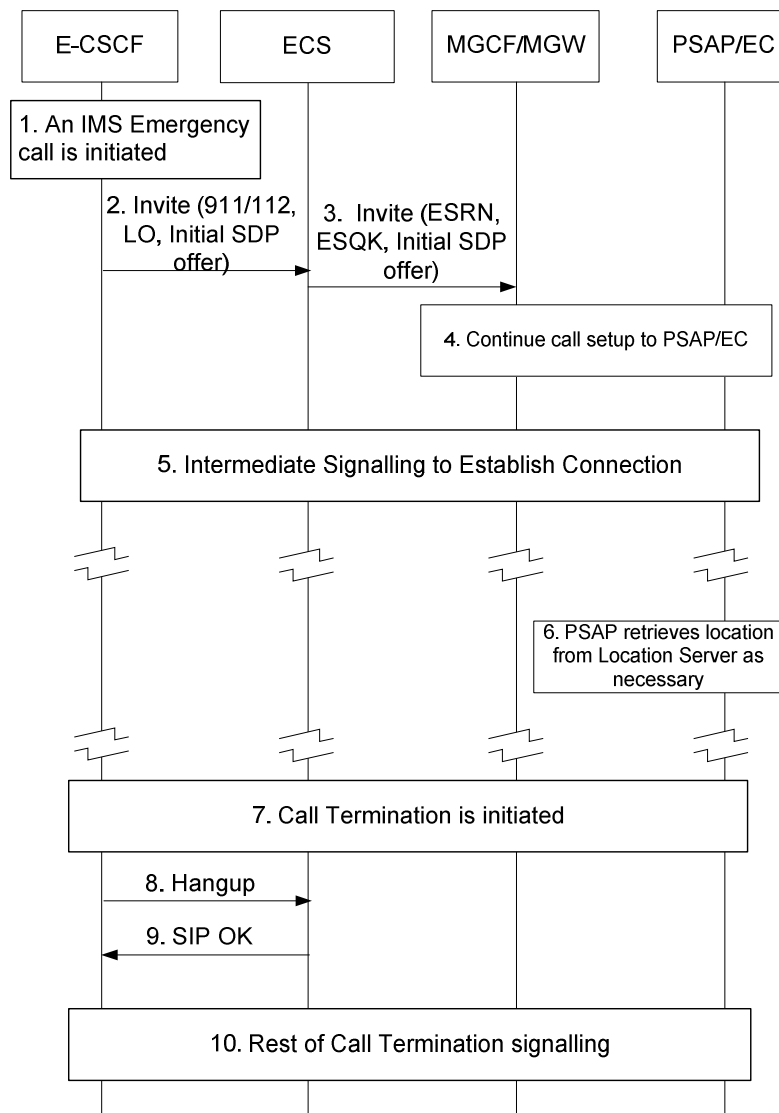 E-CSCF
ECS
MGCF/MGW
PSAP/EC
1. An IMS Emergency
call is initiated
2. Invite (911/112,
LO, Initial SDP
offer)
3. Invite (ESRN,
ESQK, Initial SDP
offer)
4. Continue call setup to PSAP/EC
5. Intermediate Signalling to Establish Connection
6. PSAP retrieves location
from Location Server as
necessary
7. Call Termination is initiated
8. Hangup
9. SIP OK
10. Rest of Call Termination signalling